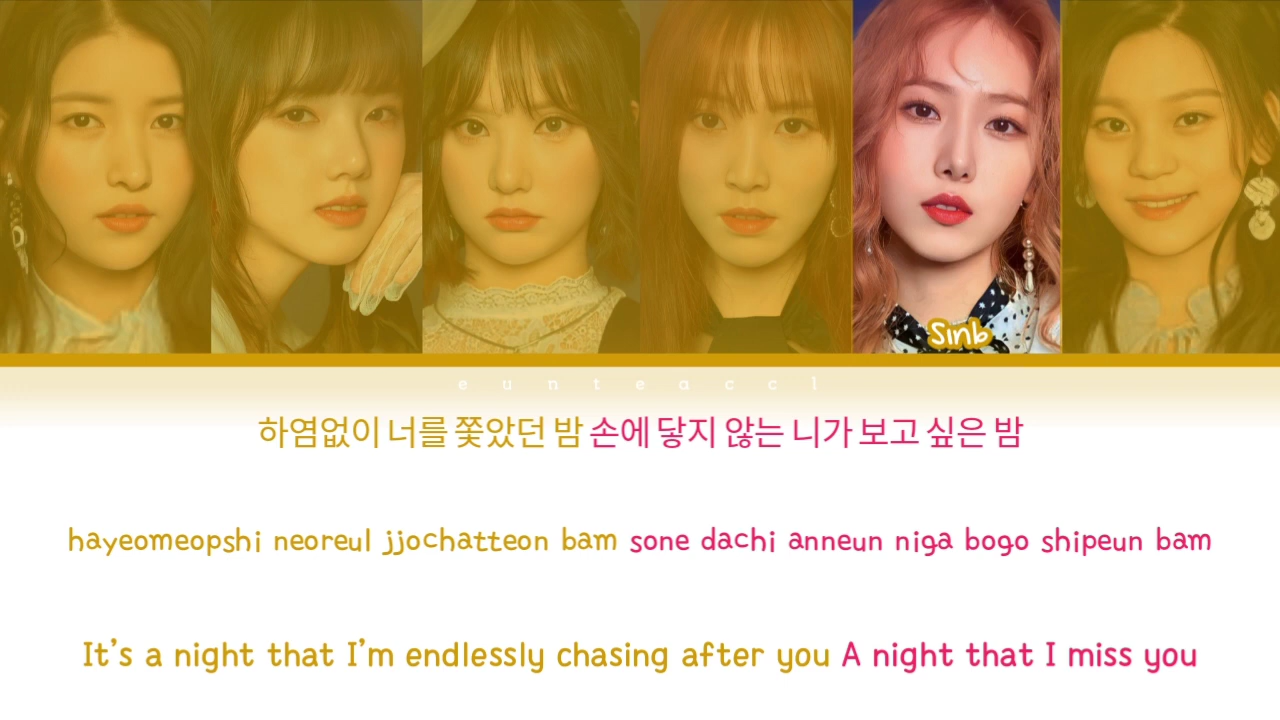 Sinb
e u n t e a c c 1
하염없이 너를 쫓았던 밤 손에 닿지 않는 니가 보고 싶은 밤
hayeomeopshi neoreul jjochatteon bam sone dachi anneun niga bogo shipeun bam
It's a night that I'm endlessly chasing after you A night that I miss you